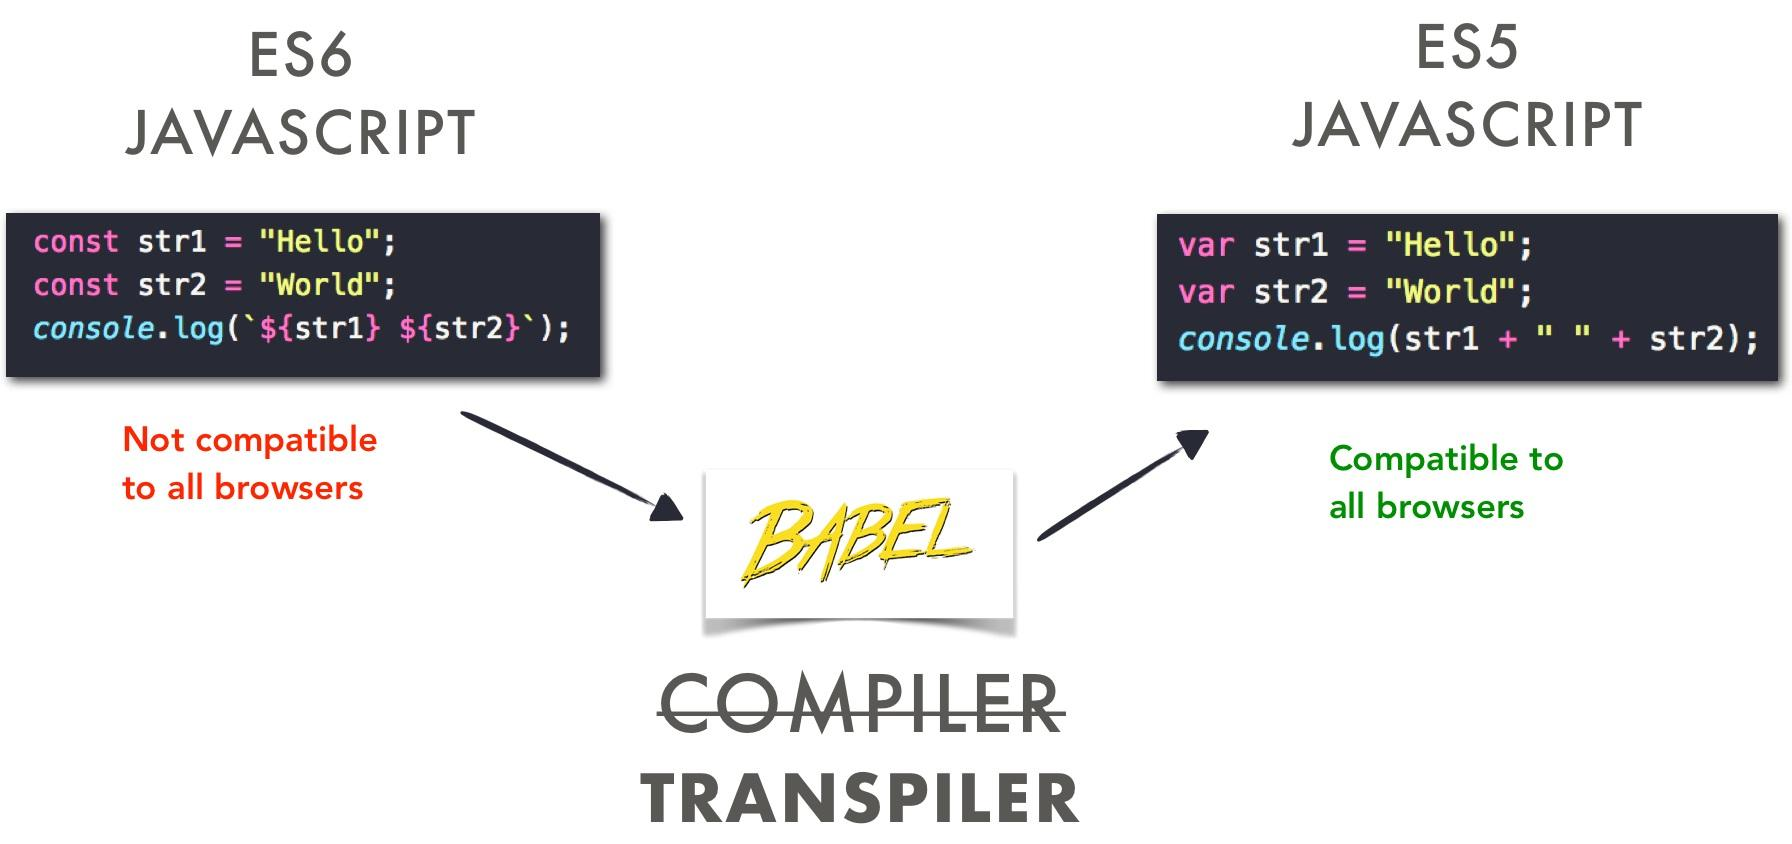 ES6
JAVASCRIPT
const str1 = "Hello";
const str2 = "World";
console.log(`${str1} ${str2}`);
Not compatible
to all browsers
BABEL
COMPILER
TRANSPILER
ES5
JAVASCRIPT
var str1 = "Hello";
var str2 = "World";
console.log(str1 + " " + str2);
Compatible to
all browsers